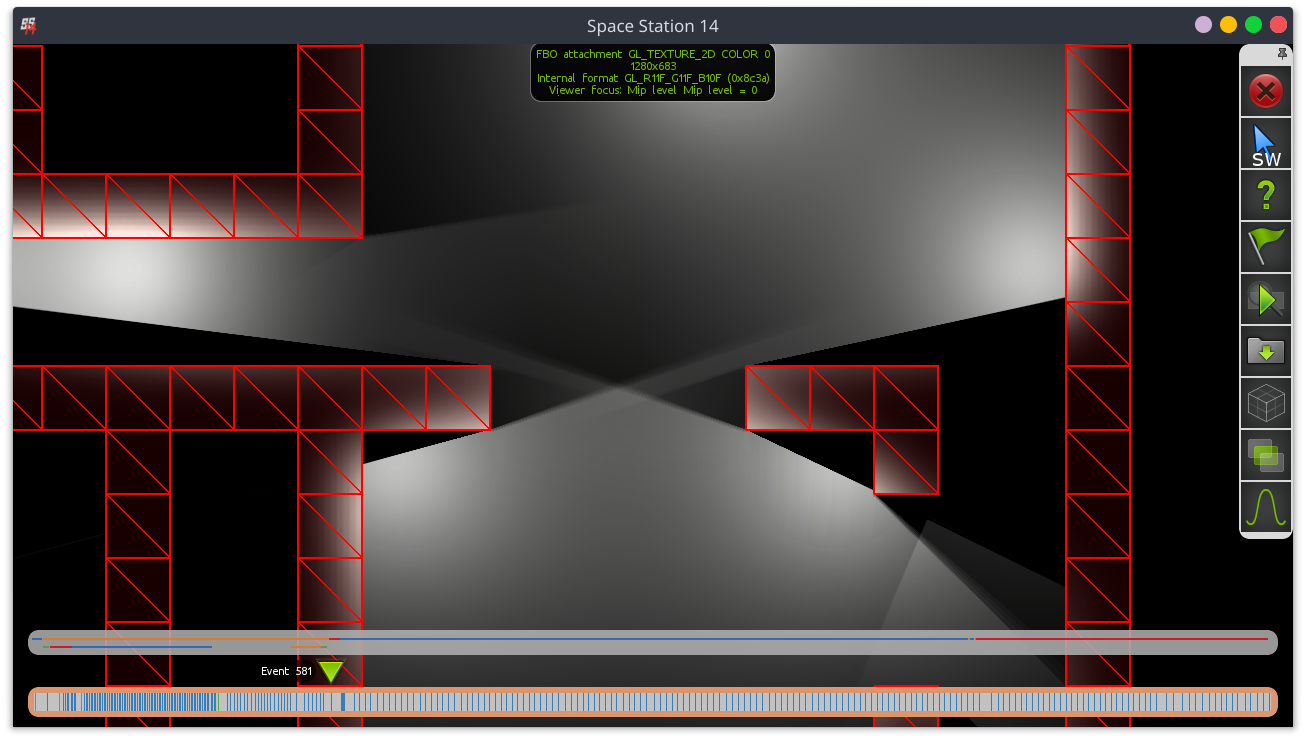 Space Station 14
FBO attachment GL_TEXTURE_2D COLOR 0
1280x683
Internal format GL_R11F_G11F_B10F (0x8c3a)
Viewer focus: Mip level Mip level = 0
SW
?
Event 581